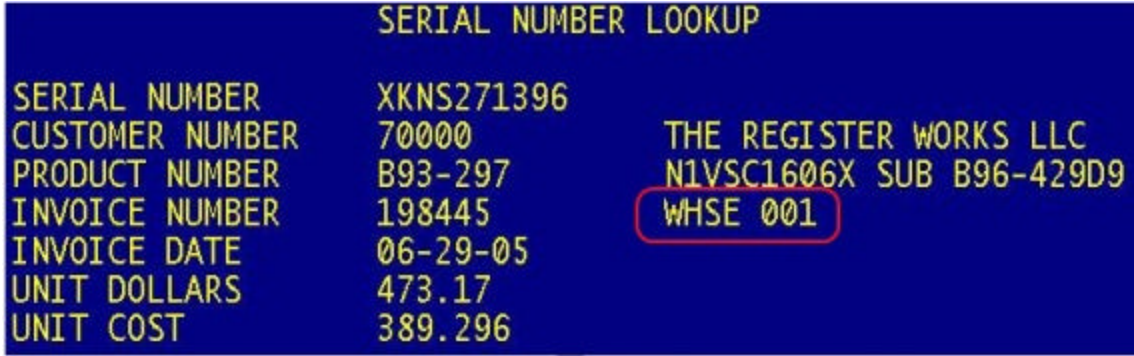 SERIAL NUMBER LOOKUP
SERIAL NUMBER XKNS271396
CUSTOMER NUMBER 70000 THE REGISTER WORKS LLC
PRODUCT NUMBER B93-297 N1VSC1606X SUB B96-429D9
INVOICE NUMBER 198445 WHSE 001
INVOICE DATE 06-29-05
UNIT DOLLARS 473.17
UNIT COST 389.296